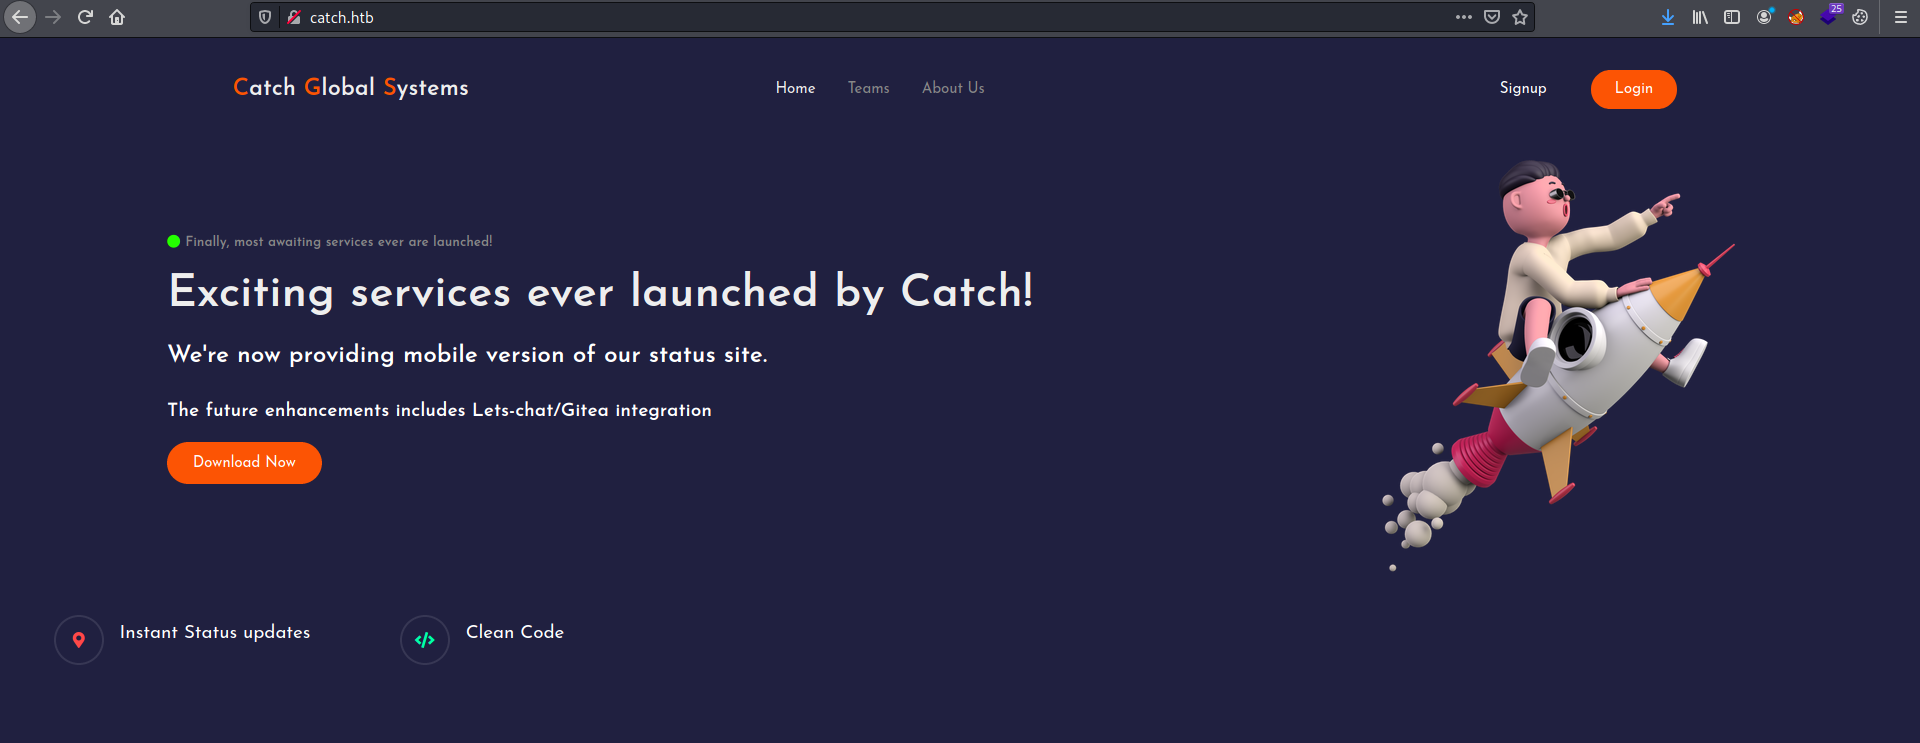 catch.htb
25
Catch Global Systems
Home
Teams
About Us
Signup
Login
Finally, most awaiting services ever are launched!
Exciting services ever launched by Catch!
We're now providing mobile version of our status site.
The future enhancements includes Lets-chat/Gitea integration
Download Now
Instant Status updates
Clean Code